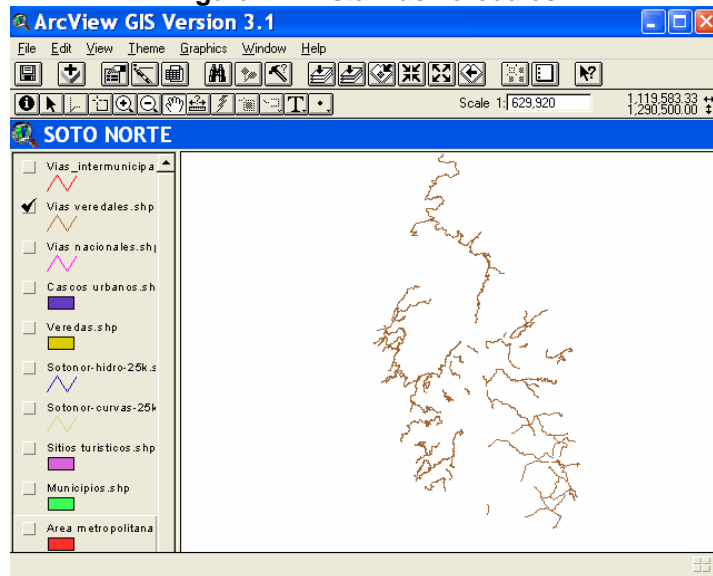 ArcView GIS Version 3.1
File Edit View Theme Graphics Window Help
Scale 1: 629,920
1,119,583.33
1,290,500.00
SOTO NORTE
Vias_intermunicipa
Vias veredales.shp
Vias nacionales.shp
Cascos urbanos.sh
Veredas.shp
Sotonor-hidro-25k.s
Sotonor-curvas-25k
Sitios turisticos.shp
Municipios.shp
Area metropolitana